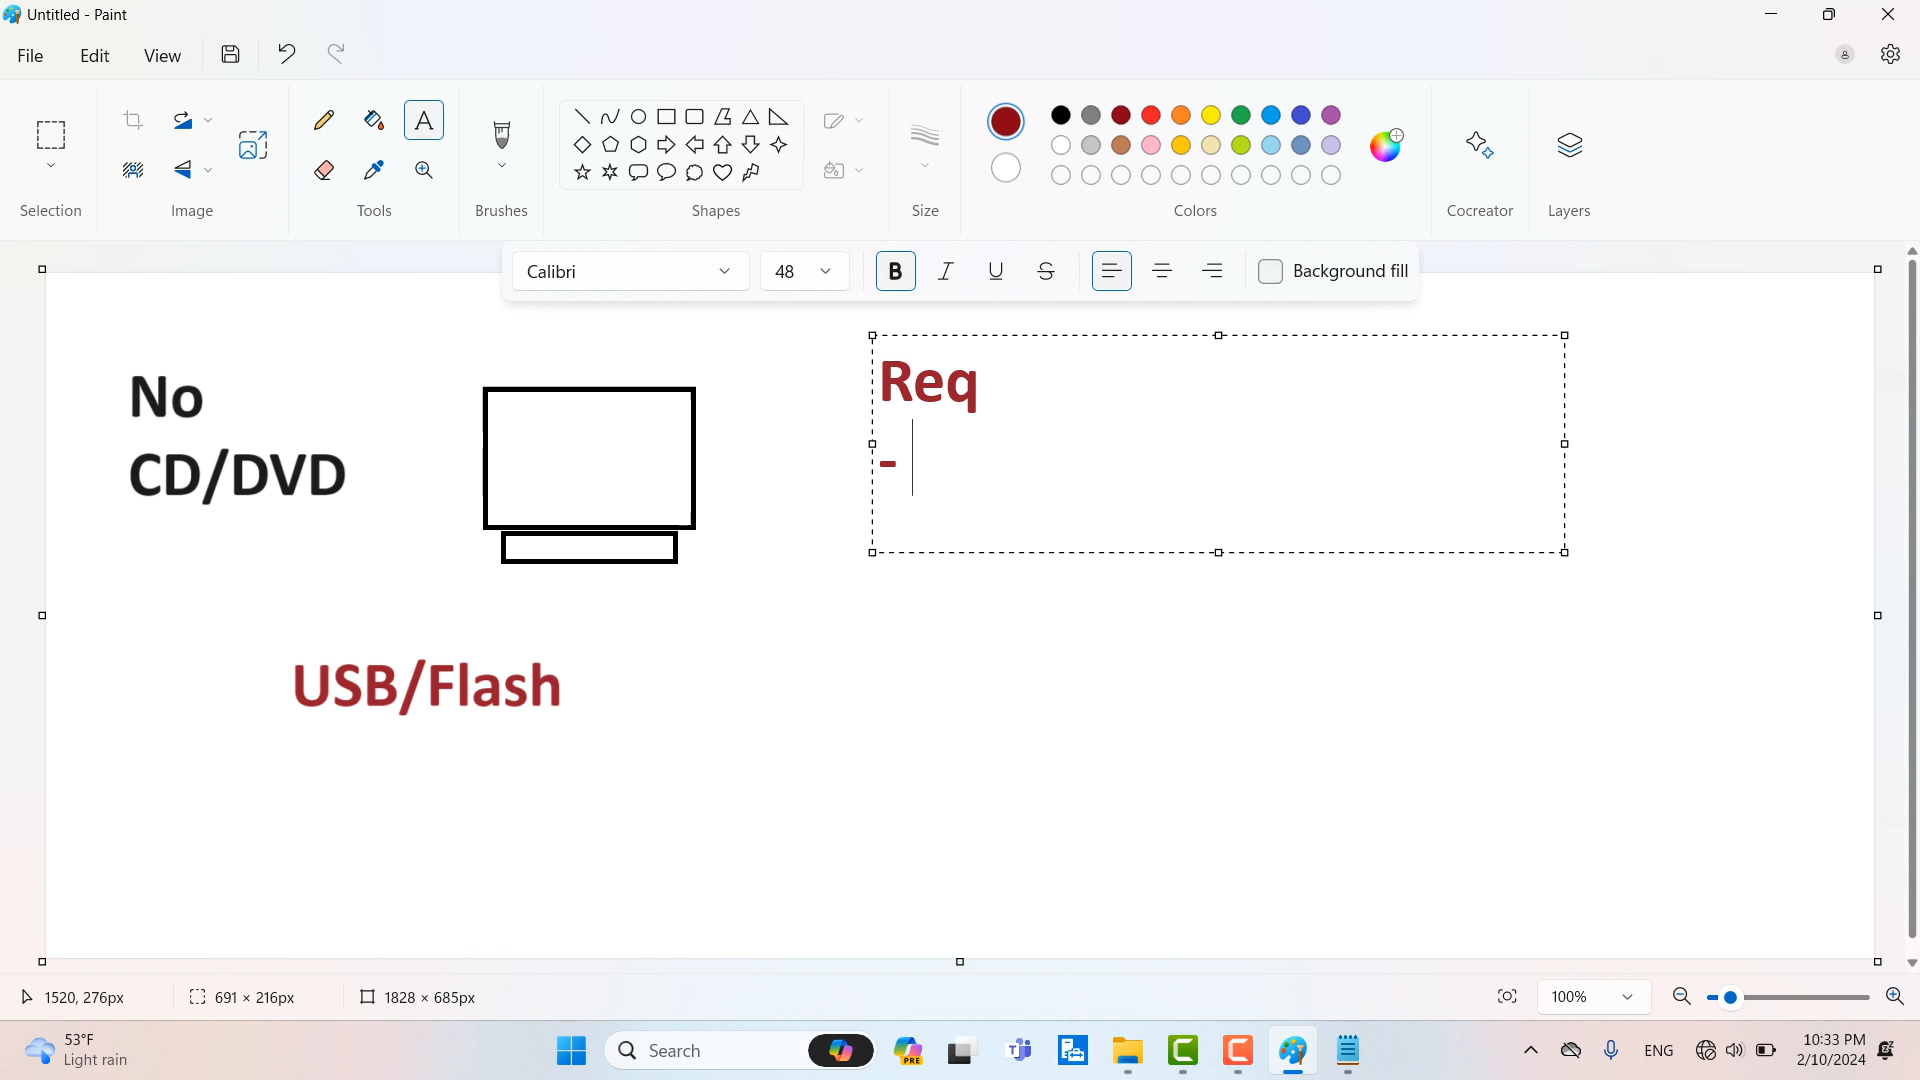 Untitled - Paint
File Edit View
Selection Image Tools Brushes Shapes Size Colors Cocreator Layers
Calibri 48 B I U S Background fill
Req
-
No
CD/DVD
USB/Flash
1520, 276px 691 × 216px 1828 × 685px 100%
53°F
Light rain
Search
PRE
ENG
10:33 PM
2/10/2024